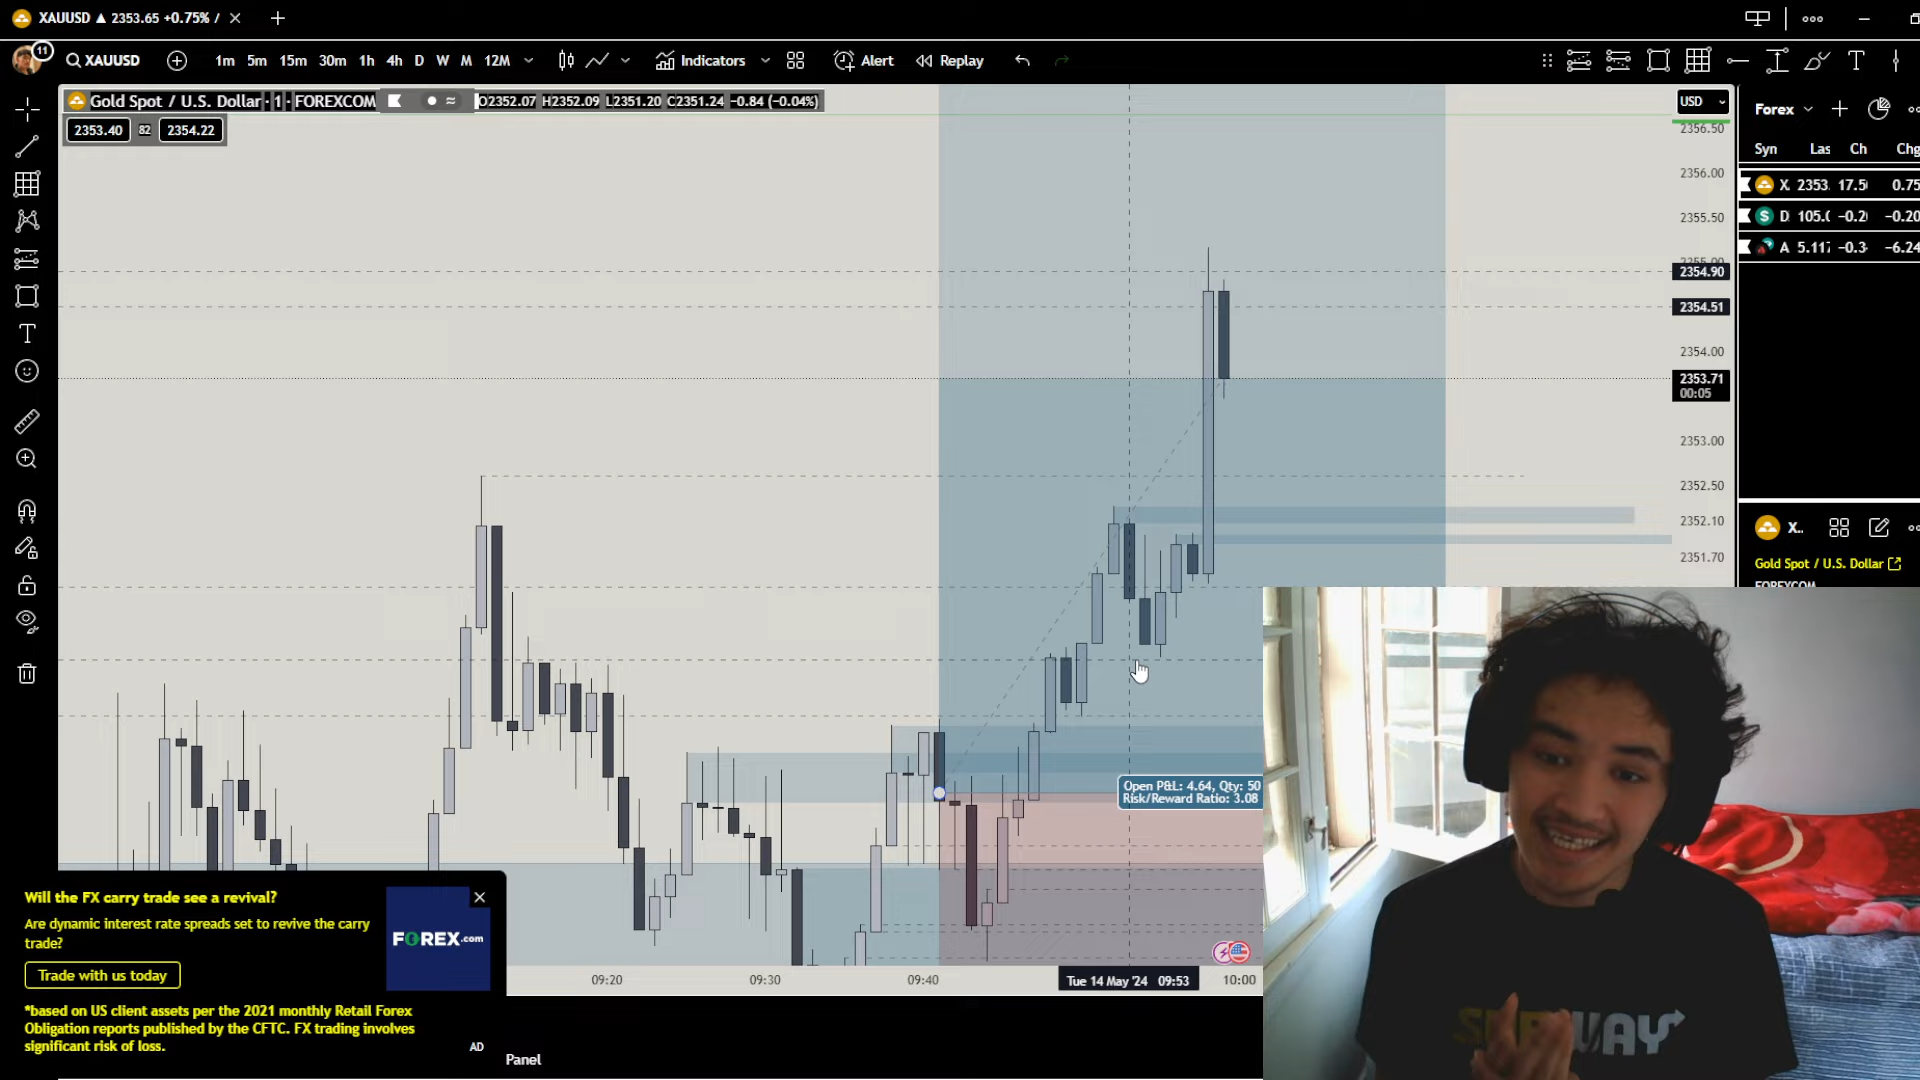 XAUUSD ▲ 2353.65 +0.75% /
11
XAUUSD
1m 5m 15m 30m 1h 4h D W M 12M
Indicators
Alert
Replay
Gold Spot / U.S. Dollar · 1 · FOREXCOM
O2352.07 H2352.09 L2351.20 C2351.24 −0.84 (−0.04%)
2353.40 82 2354.22
USD
2356.50
2356.00
2355.50
2354.90
2354.51
2354.00
2353.71
00:05
2353.00
2352.50
2352.10
2351.70
Forex
Syn Las Ch Chg
X 2353. 17.5 0.75
D 105.( −0.2 −0.20
A 5.117 −0.3 −6.24
X..
Gold Spot / U.S. Dollar
FOREXCOM
Open P&L: 4.64, Qty: 50
Risk/Reward Ratio: 3.08
09:20 09:30 09:40 Tue 14 May '24 09:53 10:00
Will the FX carry trade see a revival?
Are dynamic interest rate spreads set to revive the carry
trade?
Trade with us today
FOREX.com
*based on US client assets per the 2021 monthly Retail Forex
Obligation reports published by the CFTC. FX trading involves
significant risk of loss.
AD
Panel
SUBWAY